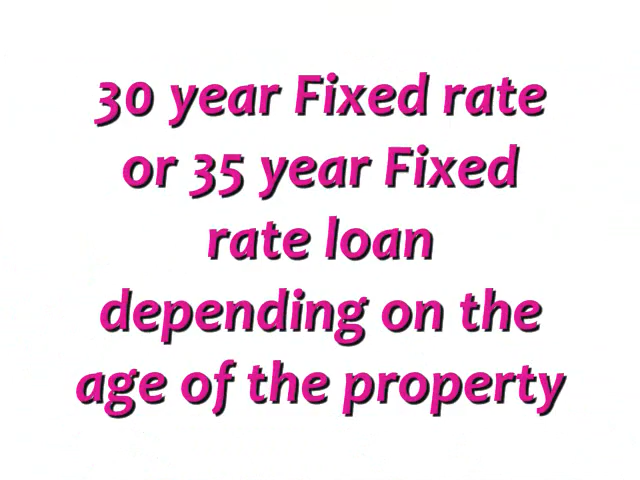 30 year Fixed rate
or 35 year Fixed
rate loan
depending on the
age of the property